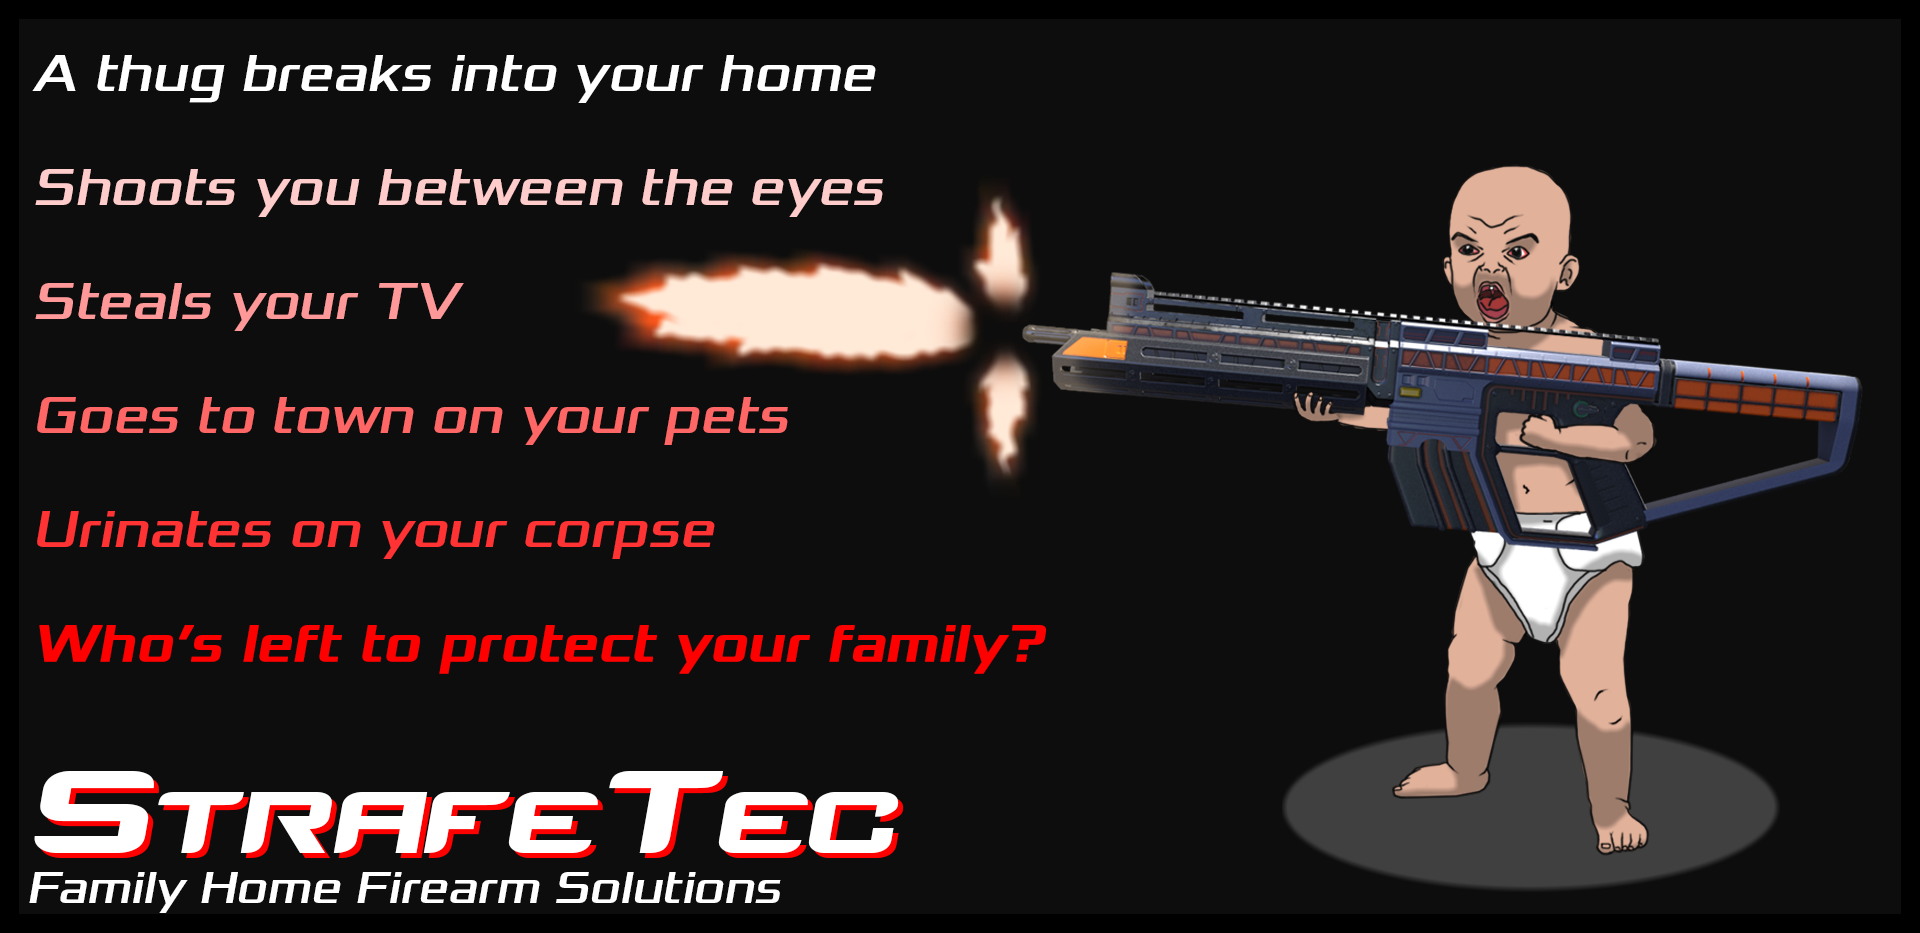 A thug breaks into your home
Shoots you between the eyes
Steals your TV
Goes to town on your pets
Urinates on your corpse
Who's left to protect your family?
StrafeTec
Family Home Firearm Solutions